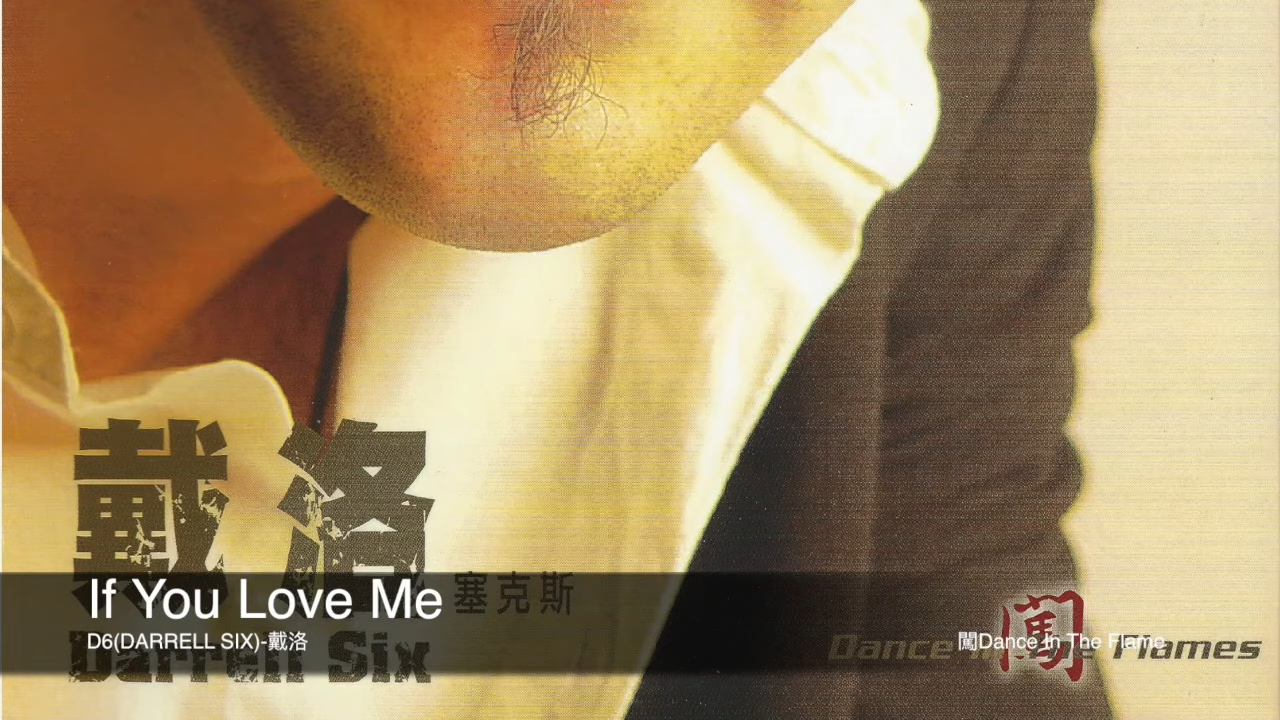 戴洛
塞克斯
If You Love Me
D6(DARRELL SIX)-戴洛
Darrell Six
闖Dance In The Flame
Dance In The Flames
闖